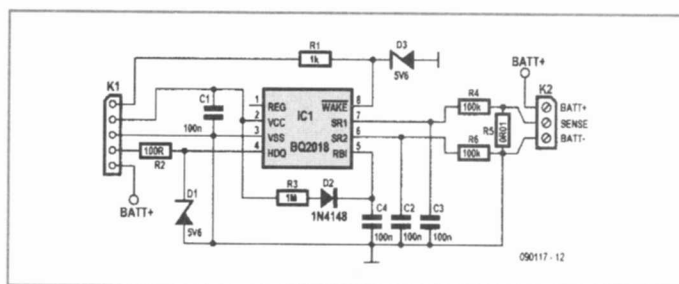 R1
1k
D3
5V6
BATT+
K1
K2
C1
100n
1
REG
WAKE
8
IC1
2
VCC
SR1
7
3
VSS
SR2
6
BQ2018
4
HDQ
RBI
5
R4
100k
R5
0R01
R6
100k
BATT+
SENSE
BATT-
100R
R2
D1
5V6
BATT+
R3
1M
D2
1N4148
C4
100n
C2
100n
C3
100n
090117 - 12